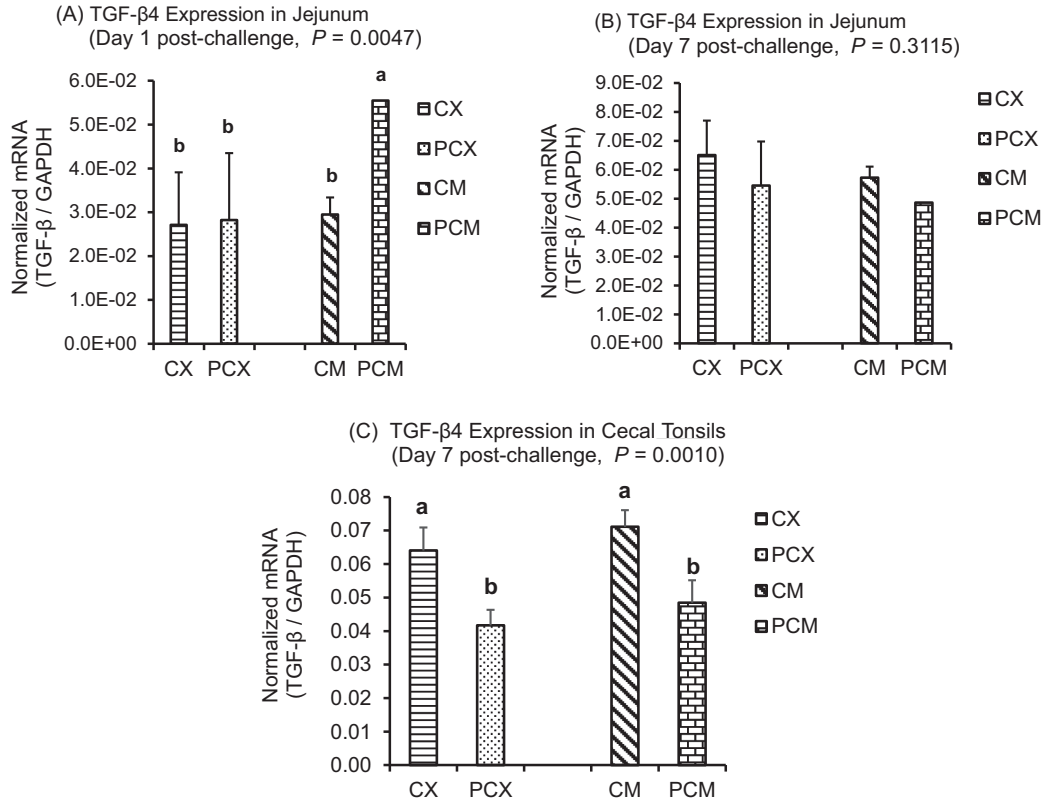 (A) TGF-β4 Expression in Jejunum
(Day 1 post-challenge, P = 0.0047)
Normalized mRNA
(TGF-β / GAPDH)
6.0E-02
5.0E-02
4.0E-02
3.0E-02
2.0E-02
1.0E-02
0.0E+00
b
b
b
a
CX
PCX
CM
PCM
CX
PCX
CM
PCM
(B) TGF-β4 Expression in Jejunum
(Day 7 post-challenge, P = 0.3115)
Normalized mRNA
(TGF-β / GAPDH)
9.0E-02
8.0E-02
7.0E-02
6.0E-02
5.0E-02
4.0E-02
3.0E-02
2.0E-02
1.0E-02
0.0E+00
CX
PCX
CM
PCM
CX
PCX
CM
PCM
(C) TGF-β4 Expression in Cecal Tonsils
(Day 7 post-challenge, P = 0.0010)
Normalized mRNA
(TGF-β / GAPDH)
0.08
0.07
0.06
0.05
0.04
0.03
0.02
0.01
0.00
a
b
a
b
CX
PCX
CM
PCM
CX
PCX
CM
PCM